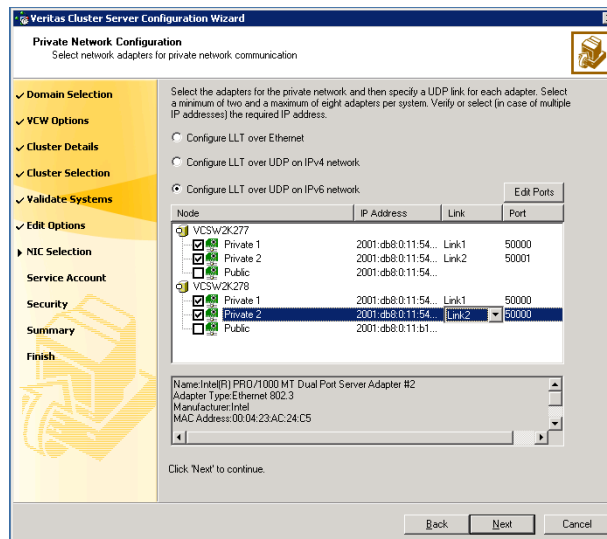 Veritas Cluster Server Configuration Wizard
Private Network Configuration
Select network adapters for private network communication
Domain Selection
VCW Options
Cluster Details
Cluster Selection
Validate Systems
Edit Options
NIC Selection
Service Account
Security
Summary
Finish
Select the adapters for the private network and then specify a UDP link for each adapter. Select
a minimum of two and a maximum of eight adapters per system. Verify or select (in case of multiple
IP addresses) the required IP address.
Configure LLT over Ethernet
Configure LLT over UDP on IPv4 network
Configure LLT over UDP on IPv6 network
Edit Ports
Node IP Address Link Port
VCSW2K277
Private 1 2001:db8:0:11:54... Link1 50000
Private 2 2001:db8:0:11:54... Link2 50001
Public 2001:db8:0:11:54...
VCSW2K278
Private 1 2001:db8:0:11:54... Link1 50000
Private 2 2001:db8:0:11:54... Link2 50000
Public 2001:db8:0:11:b1...
Name:Intel(R) PRO/1000 MT Dual Port Server Adapter #2
Adapter Type:Ethernet 802.3
Manufacturer:Intel
MAC Address:00:04:23:AC:24:C5
Click 'Next' to continue.
Back Next Cancel